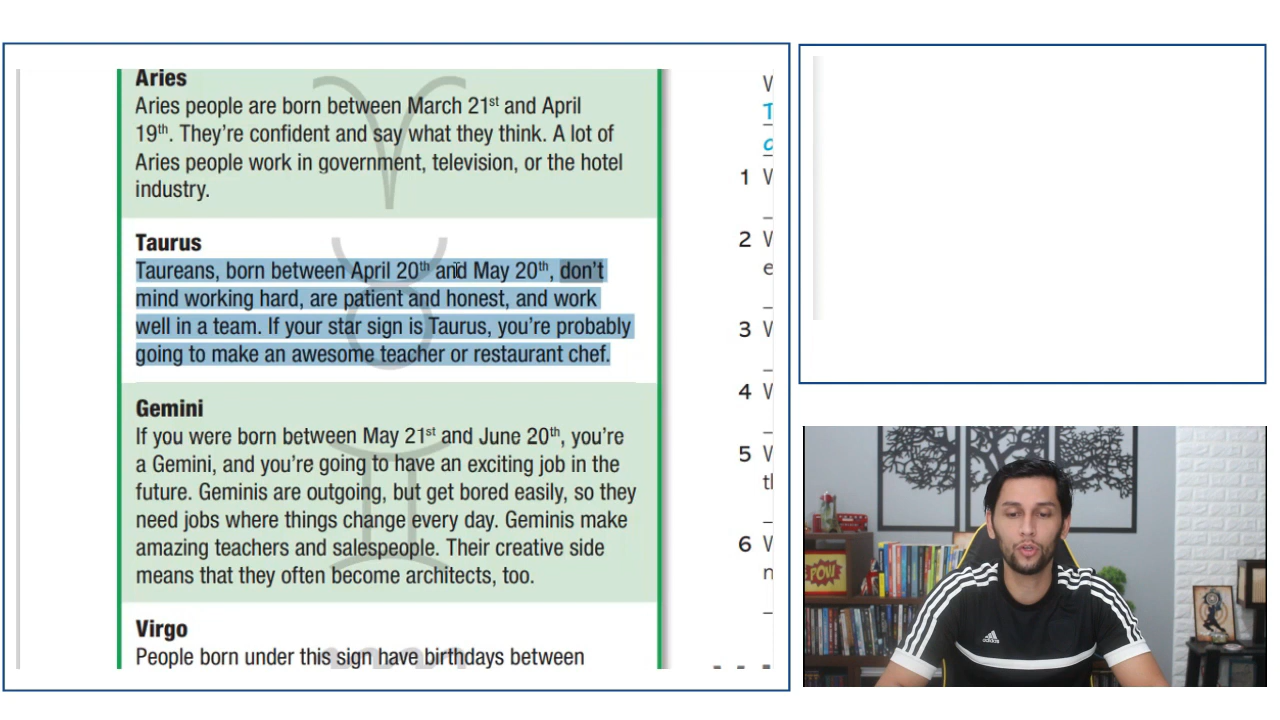 Aries
Aries people are born between March 21st and April
19th. They're confident and say what they think. A lot of
Aries people work in government, television, or the hotel
industry.
Taurus
Taureans, born between April 20th and May 20th, don't
mind working hard, are patient and honest, and work
well in a team. If your star sign is Taurus, you're probably
going to make an awesome teacher or restaurant chef.
Gemini
If you were born between May 21st and June 20th, you're
a Gemini, and you're going to have an exciting job in the
future. Geminis are outgoing, but get bored easily, so they
need jobs where things change every day. Geminis make
amazing teachers and salespeople. Their creative side
means that they often become architects, too.
Virgo
People born under this sign have birthdays between
1
2
3
4
5
6
POW!
adidas